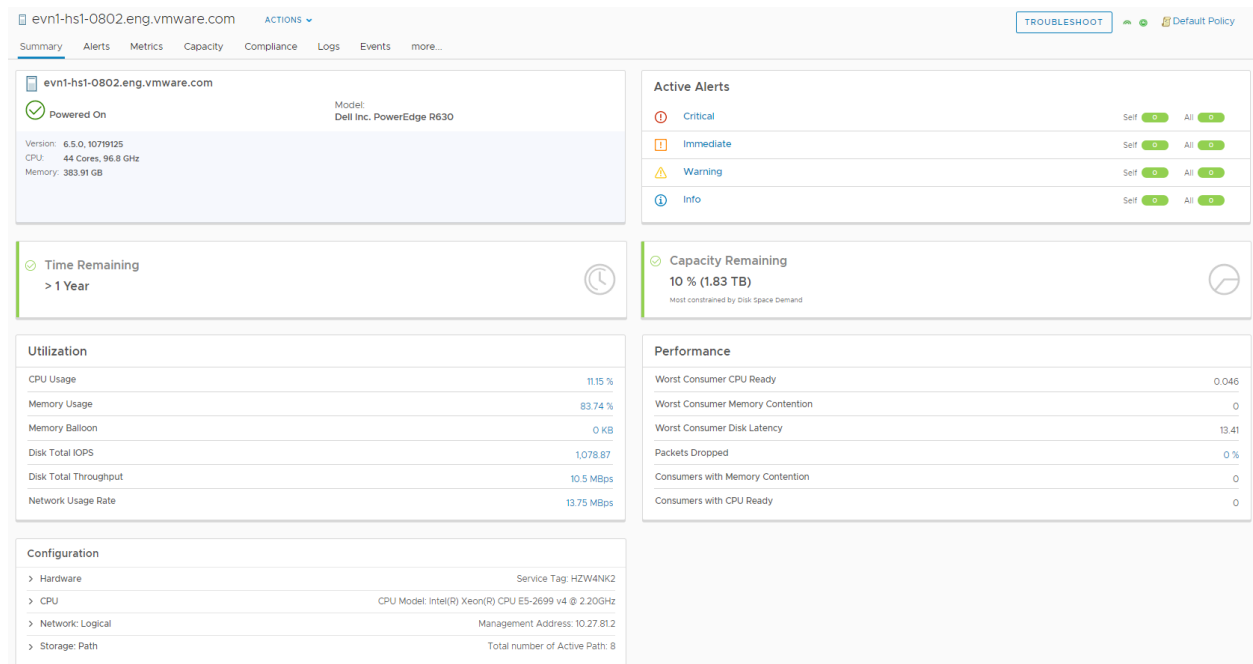 evn1-hs1-0802.eng.vmware.com ACTIONS TROUBLESHOOT Default Policy
Summary Alerts Metrics Capacity Compliance Logs Events more...
evn1-hs1-0802.eng.vmware.com
Powered On
Model:
Dell Inc. PowerEdge R630
Version: 6.5.0, 10719125
CPU: 44 Cores, 96.8 GHz
Memory: 383.91 GB
Active Alerts
Critical Self 0 All 0
Immediate Self 0 All 0
Warning Self 0 All 0
Info Self 0 All 0
Time Remaining
> 1 Year
Capacity Remaining
10 % (1.83 TB)
Most constrained by Disk Space Demand
Utilization
CPU Usage 11.15 %
Memory Usage 83.74 %
Memory Balloon 0 KB
Disk Total IOPS 1,078.87
Disk Total Throughput 10.5 MBps
Network Usage Rate 13.75 MBps
Performance
Worst Consumer CPU Ready 0.046
Worst Consumer Memory Contention 0
Worst Consumer Disk Latency 13.41
Packets Dropped 0 %
Consumers with Memory Contention 0
Consumers with CPU Ready 0
Configuration
> Hardware Service Tag: HZW4NK2
> CPU CPU Model: Intel(R) Xeon(R) CPU E5-2699 v4 @ 2.20GHz
> Network: Logical Management Address: 10.27.81.2
> Storage: Path Total number of Active Path: 8